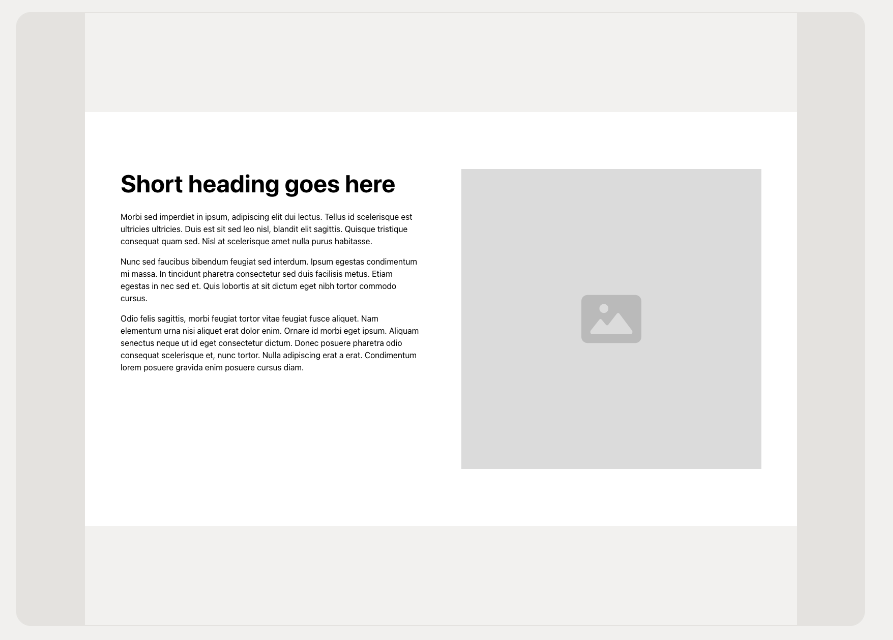 Short heading goes here
Morbi sed imperdiet in ipsum, adipiscing elit dui lectus. Tellus id scelerisque est
ultricies ultricies. Duis est sit sed leo nisl, blandit elit sagittis. Quisque tristique
consequat quam sed. Nisl at scelerisque amet nulla purus habitasse.
Nunc sed faucibus bibendum feugiat sed interdum. Ipsum egestas condimentum
mi massa. In tincidunt pharetra consectetur sed duis facilisis metus. Etiam
egestas in nec sed et. Quis lobortis at sit dictum eget nibh tortor commodo
cursus.
Odio felis sagittis, morbi feugiat tortor vitae feugiat fusce aliquet. Nam
elementum urna nisi aliquet erat dolor enim. Ornare id morbi eget ipsum. Aliquam
senectus neque ut id eget consectetur dictum. Donec posuere pharetra odio
consequat scelerisque et, nunc tortor. Nulla adipiscing erat a erat. Condimentum
lorem posuere gravida enim posuere cursus diam.